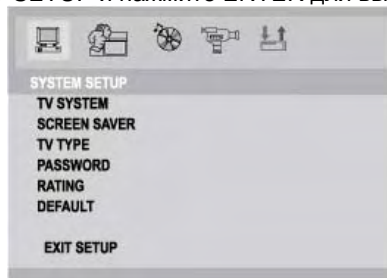 SYSTEM SETUP
TV SYSTEM
SCREEN SAVER
TV TYPE
PASSWORD
RATING
DEFAULT
EXIT SETUP